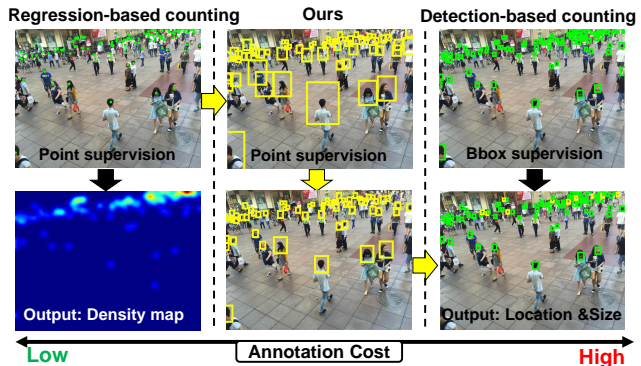 Regression-based counting
Ours
Detection-based counting
Point supervision
Point supervision
Bbox supervision
Output: Density map
Output: Location &Size
Low
Annotation Cost
High